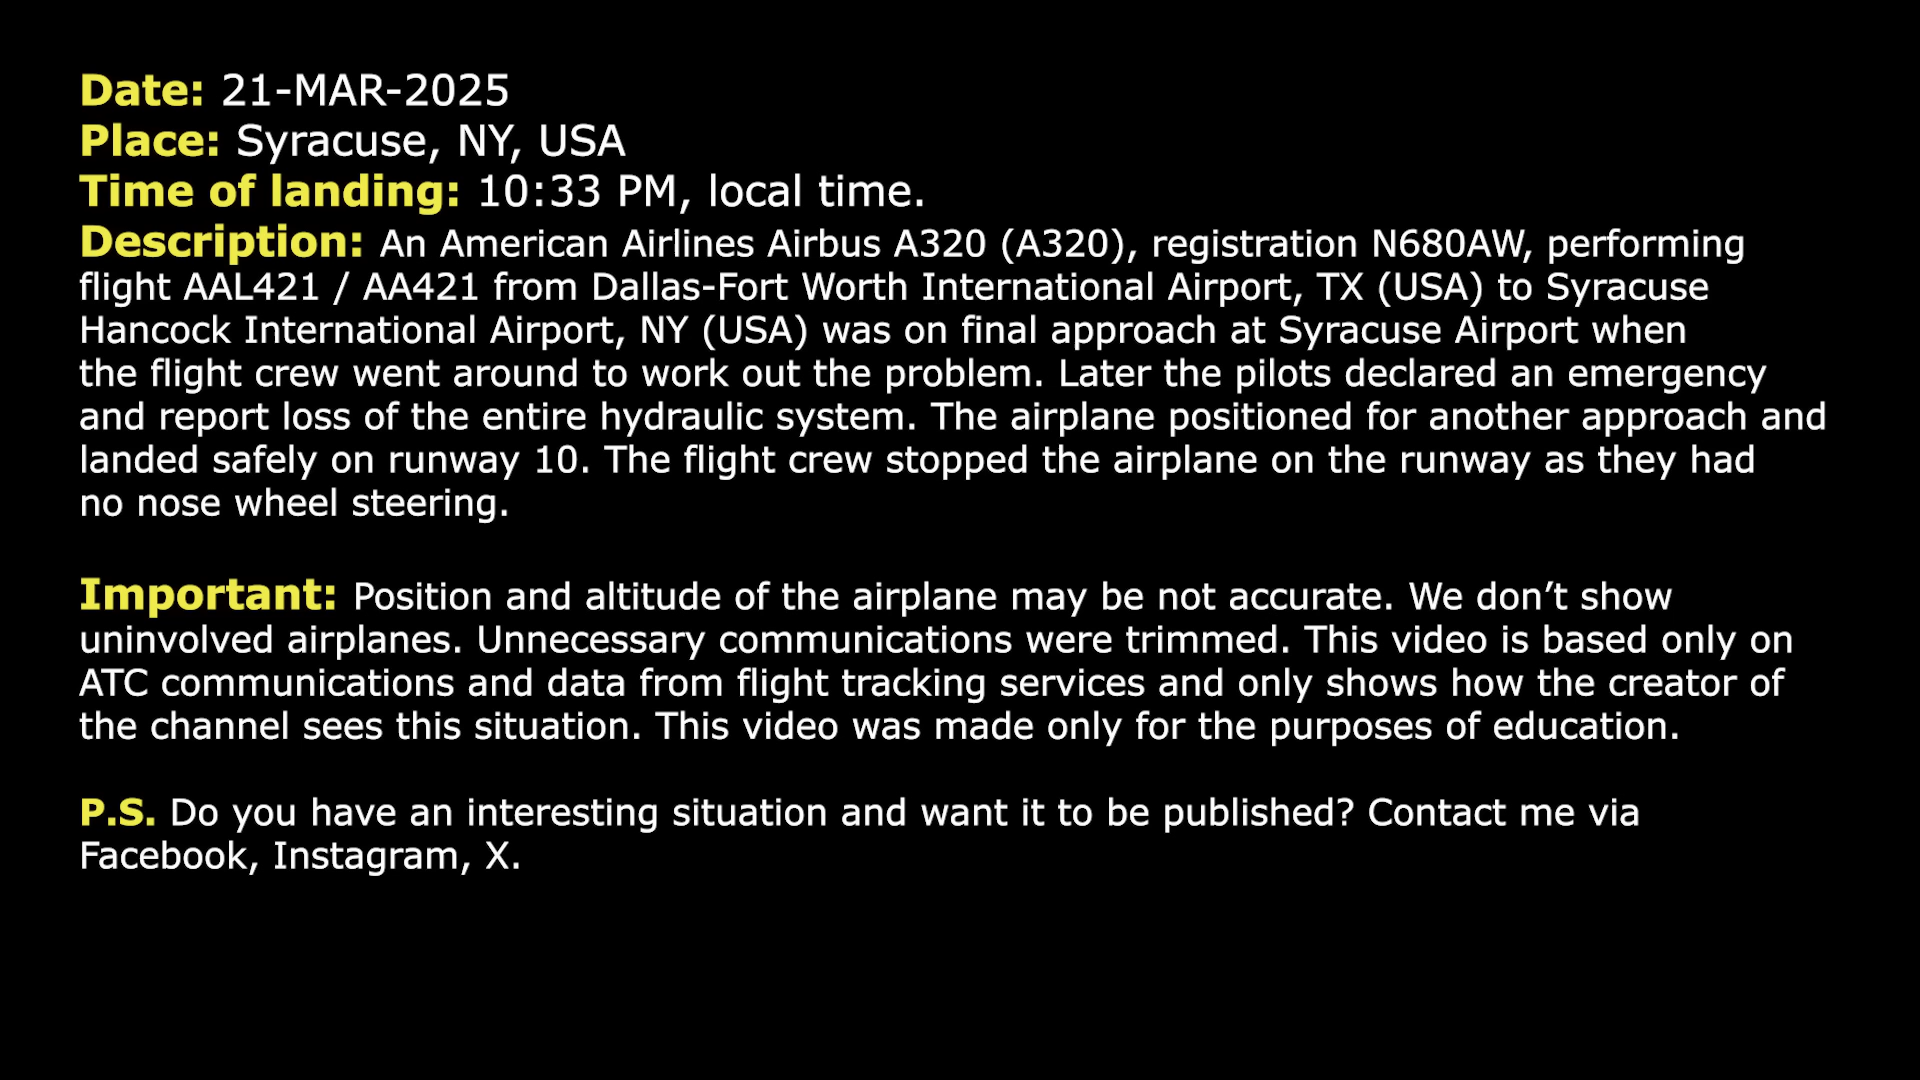 Date: 21-MAR-2025
Place: Syracuse, NY, USA
Time of landing: 10:33 PM, local time.
Description: An American Airlines Airbus A320 (A320), registration N680AW, performing
flight AAL421 / AA421 from Dallas-Fort Worth International Airport, TX (USA) to Syracuse
Hancock International Airport, NY (USA) was on final approach at Syracuse Airport when
the flight crew went around to work out the problem. Later the pilots declared an emergency
and report loss of the entire hydraulic system. The airplane positioned for another approach and
landed safely on runway 10. The flight crew stopped the airplane on the runway as they had
no nose wheel steering.
Important: Position and altitude of the airplane may be not accurate. We don’t show
uninvolved airplanes. Unnecessary communications were trimmed. This video is based only on
ATC communications and data from flight tracking services and only shows how the creator of
the channel sees this situation. This video was made only for the purposes of education.
P.S. Do you have an interesting situation and want it to be published? Contact me via
Facebook, Instagram, X.